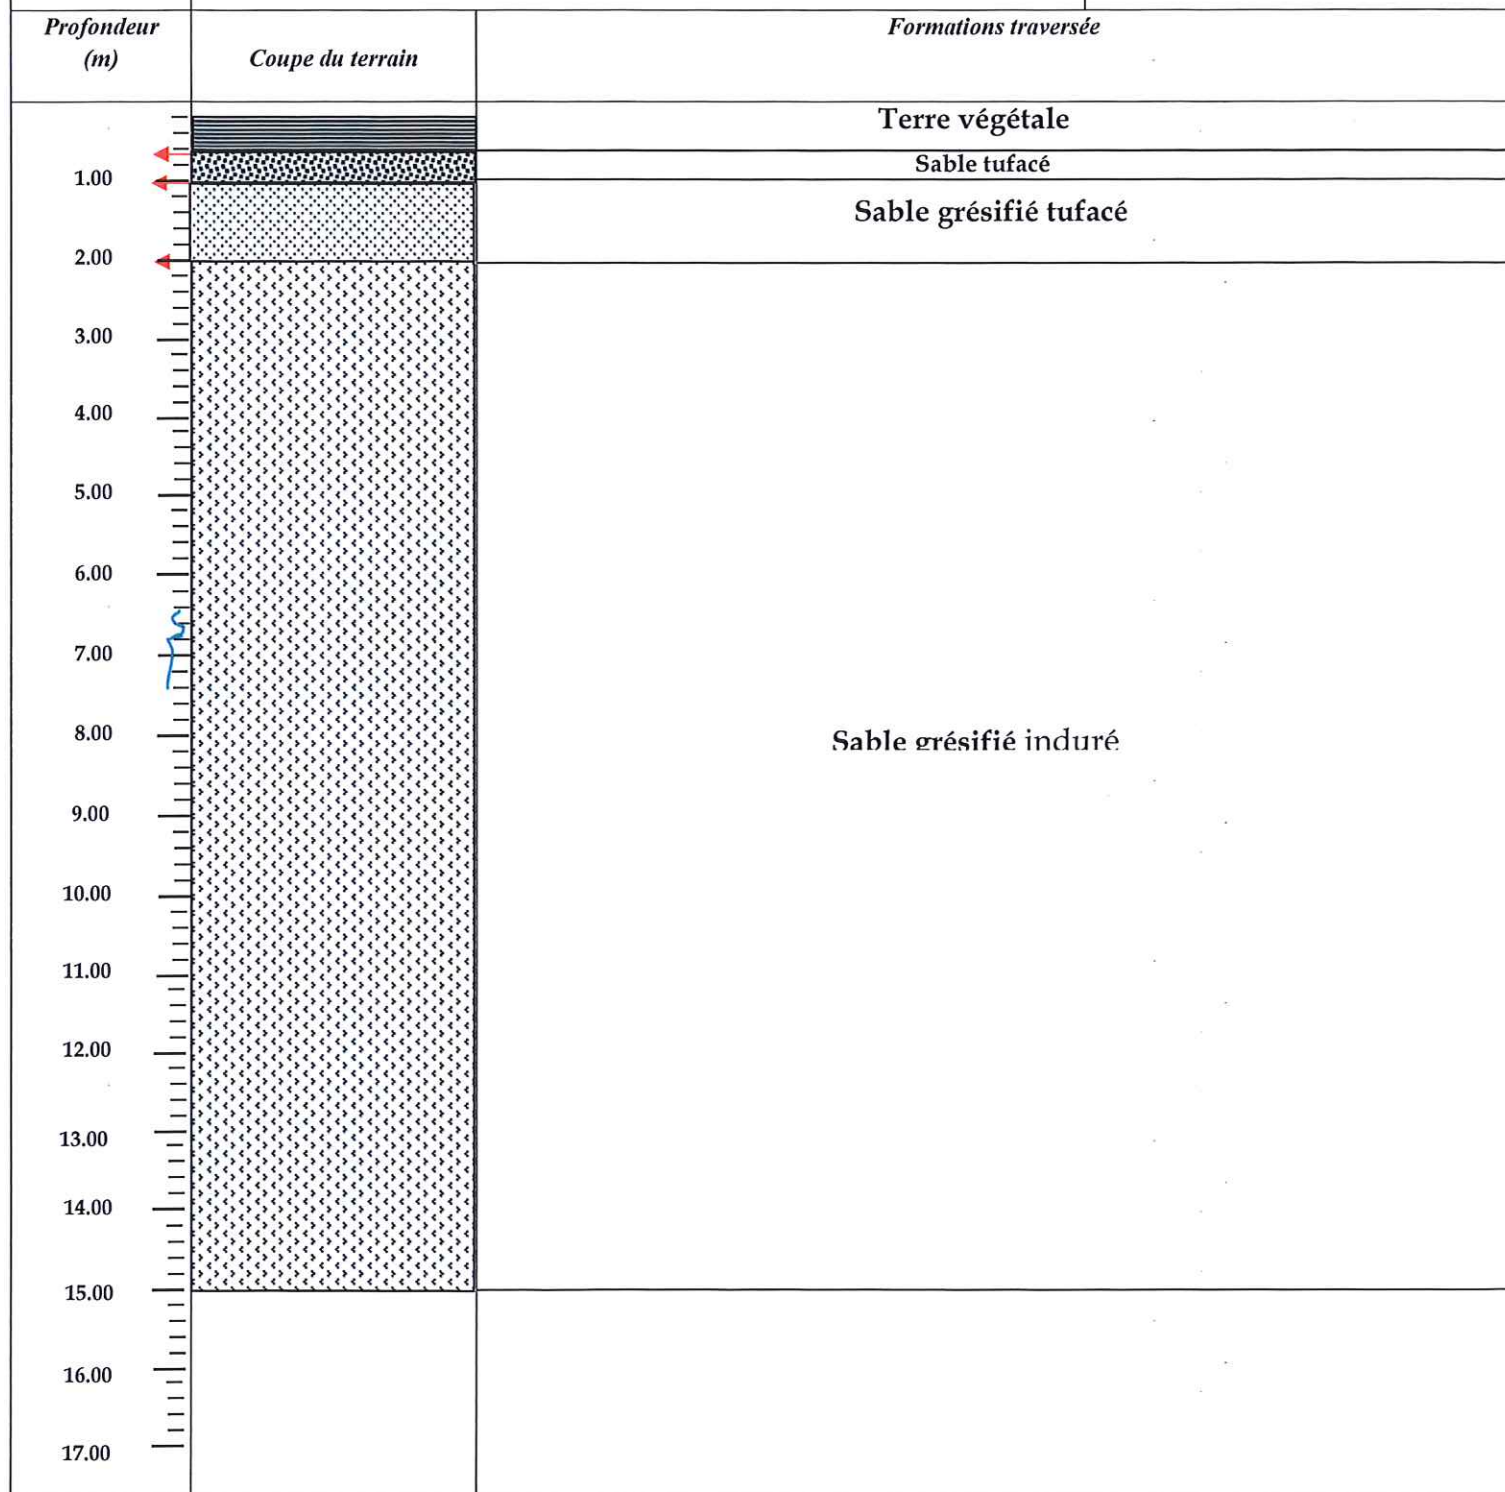 Profondeur
(m)
Coupe du terrain
Formations traversée
Terre végétale
Sable tufacé
1.00
Sable grésifié tufacé
2.00
3.00
4.00
5.00
6.00
7.00
8.00
Sable grésifié induré
9.00
10.00
11.00
12.00
13.00
14.00
15.00
16.00
17.00